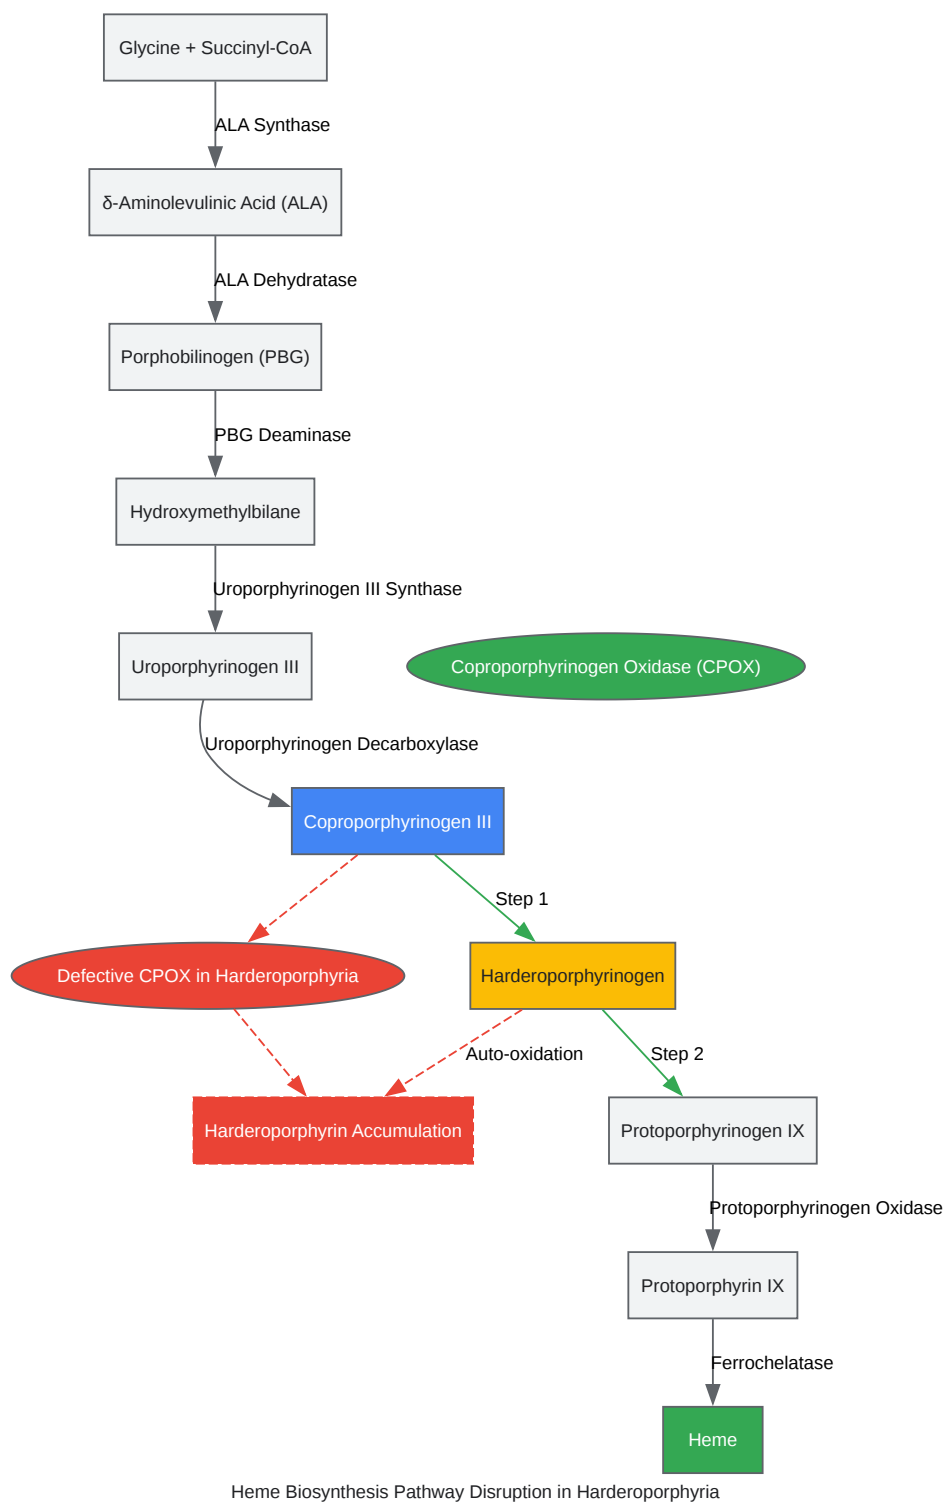 Glycine + Succinyl-CoA
ALA Synthase
δ-Aminolevulinic Acid (ALA)
ALA Dehydratase
Porphobilinogen (PBG)
PBG Deaminase
Hydroxymethylbilane
Uroporphyrinogen III Synthase
Uroporphyrinogen III
Coproporphyrinogen Oxidase (CPOX)
Uroporphyrinogen Decarboxylase
Coproporphyrinogen III
Step 1
Defective CPOX in Harderoporphyria
Harderoporphyrinogen
Auto-oxidation
Step 2
Harderoporphyrin Accumulation
Protoporphyrinogen IX
Protoporphyrinogen Oxidase
Protoporphyrin IX
Ferrochelatase
Heme
Heme Biosynthesis Pathway Disruption in Harderoporphyria